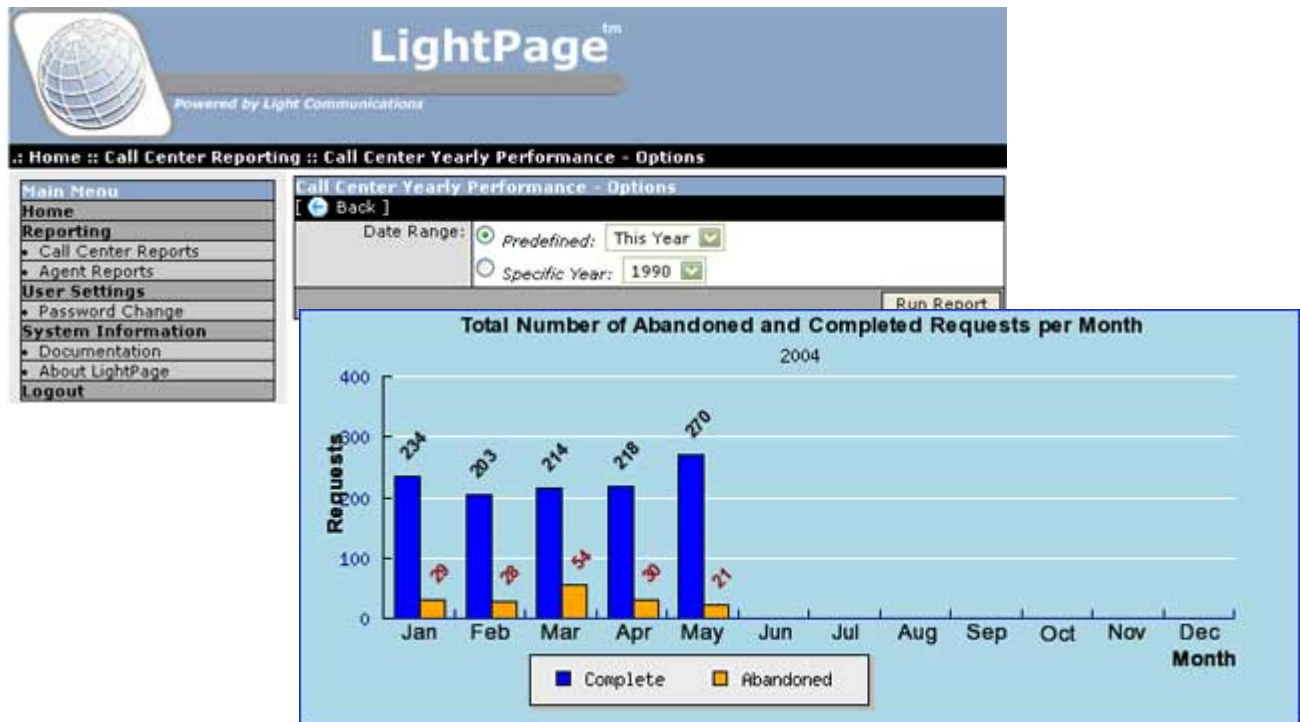 LightPage tm
Powered by Light Communications
.: Home :: Call Center Reporting :: Call Center Yearly Performance - Options
Main Menu
Home
Reporting
• Call Center Reports
• Agent Reports
User Settings
• Password Change
System Information
• Documentation
• About LightPage
Logout
Call Center Yearly Performance - Options
[ Back ]
Date Range:
Predefined: This Year
Specific Year: 1990
Run Report
Total Number of Abandoned and Completed Requests per Month
2004
Requests
400
300
200
100
0
234
29
203
28
214
54
218
30
270
21
Jan Feb Mar Apr May Jun Jul Aug Sep Oct Nov Dec
Month
Complete Abandoned